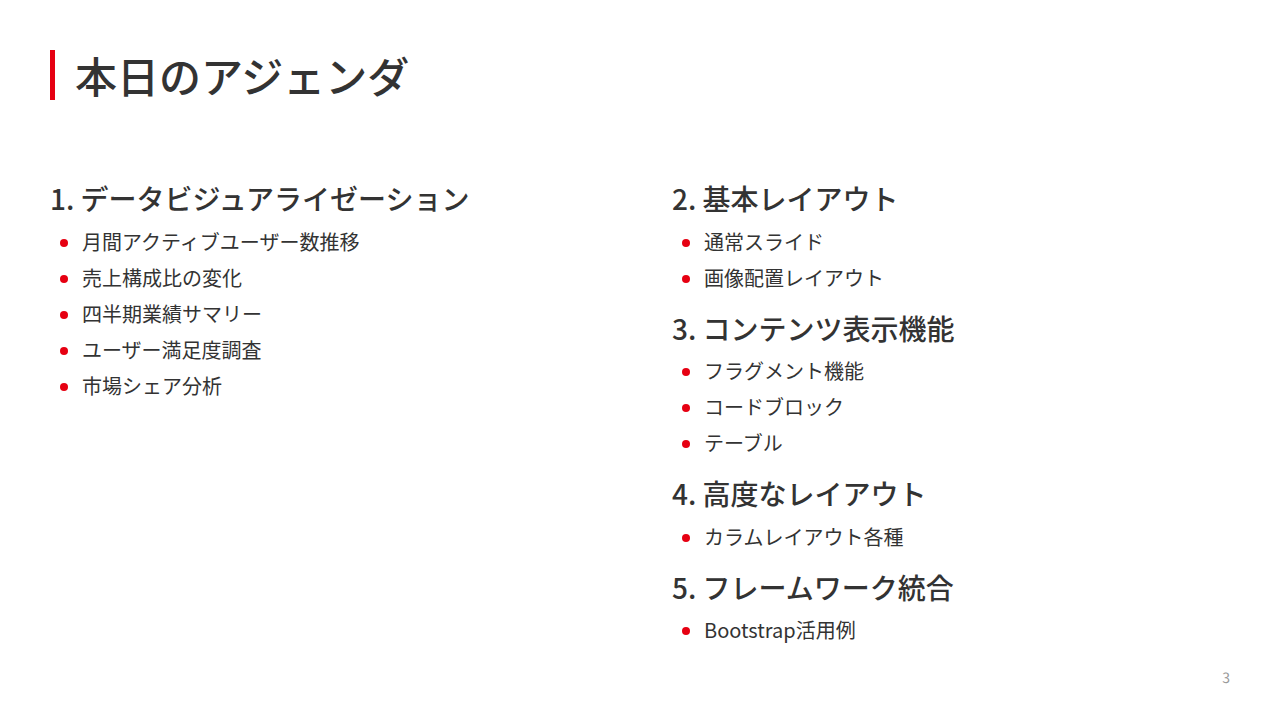 本日のアジェンダ
1. データビジュアライゼーション
月間アクティブユーザー数推移
売上構成比の変化
四半期業績サマリー
ユーザー満足度調査
市場シェア分析
2. 基本レイアウト
通常スライド
画像配置レイアウト
3. コンテンツ表示機能
フラグメント機能
コードブロック
テーブル
4. 高度なレイアウト
カラムレイアウト各種
5. フレームワーク統合
Bootstrap活用例
3